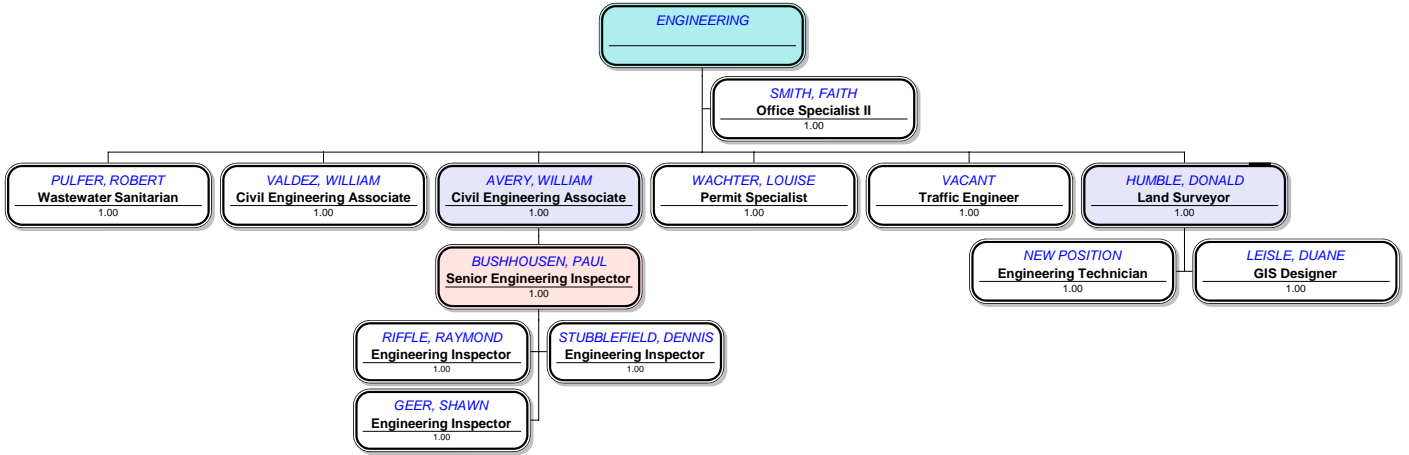 ENGINEERING
SMITH, FAITH
Office Specialist II
1.00
PULFER, ROBERT
Wastewater Sanitarian
1.00
VALDEZ, WILLIAM
Civil Engineering Associate
1.00
AVERY, WILLIAM
Civil Engineering Associate
1.00
WACHTER, LOUISE
Permit Specialist
1.00
VACANT
Traffic Engineer
1.00
HUMBLE, DONALD
Land Surveyor
1.00
BUSHHOUSEN, PAUL
Senior Engineering Inspector
1.00
NEW POSITION
Engineering Technician
1.00
LEISLE, DUANE
GIS Designer
1.00
RIFFLE, RAYMOND
Engineering Inspector
1.00
STUBBLEFIELD, DENNIS
Engineering Inspector
1.00
GEER, SHAWN
Engineering Inspector
1.00